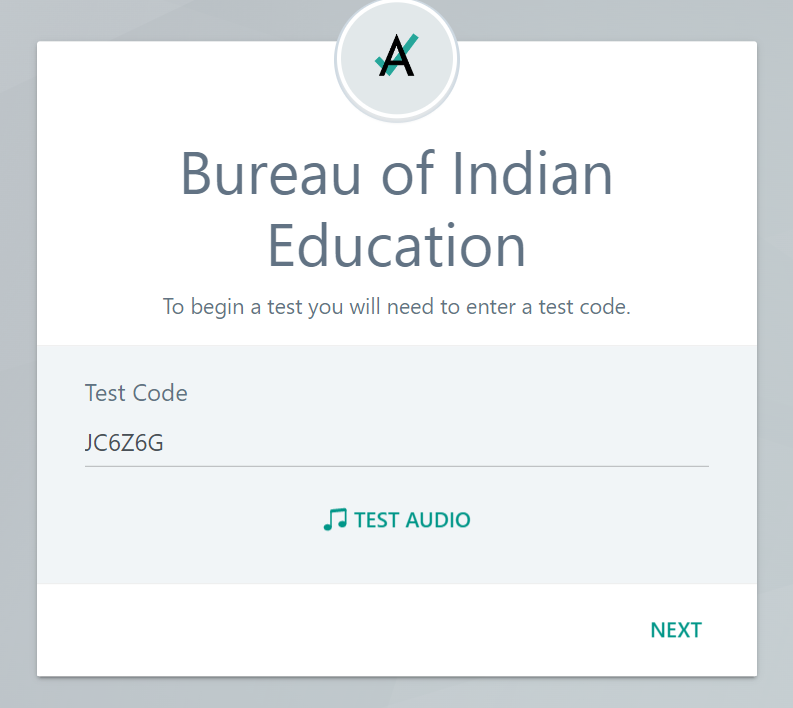 Bureau of Indian
Education
To begin a test you will need to enter a test code.
Test Code
JC6Z6G
TEST AUDIO
NEXT